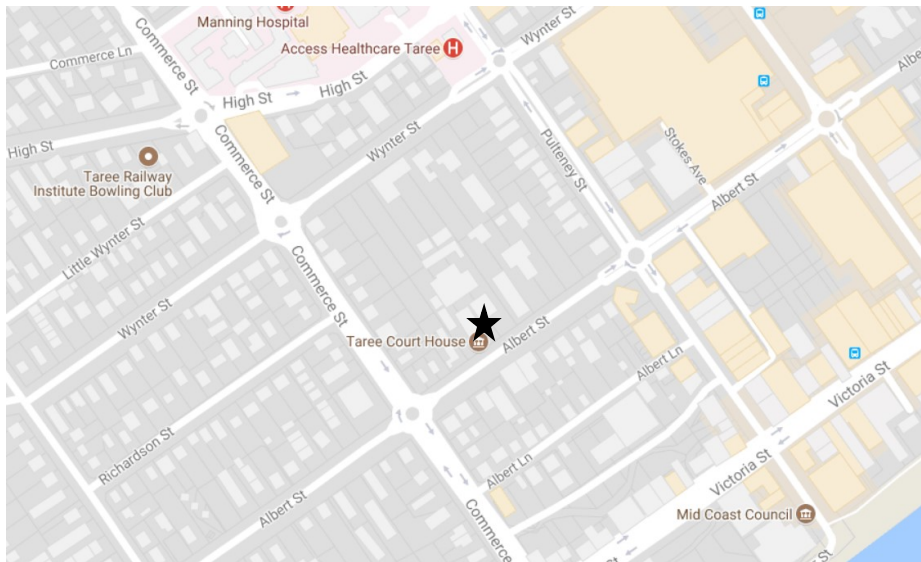 Manning Hospital
Wynter St
Albe
Access Healthcare Taree
H
Commerce Ln
Commerce St
High St
High St
High St
Wynter St
Pulteney St
Stokes Ave
Taree Railway
Institute Bowling Club
Commerce St
Albert St
Little Wynter St
Commerce St
Wynter St
Taree Court House
Albert St
Albert Ln
Victoria St
Richardson St
Albert Ln
Victoria St
Albert St
Commerce
Mid Coast Council
St